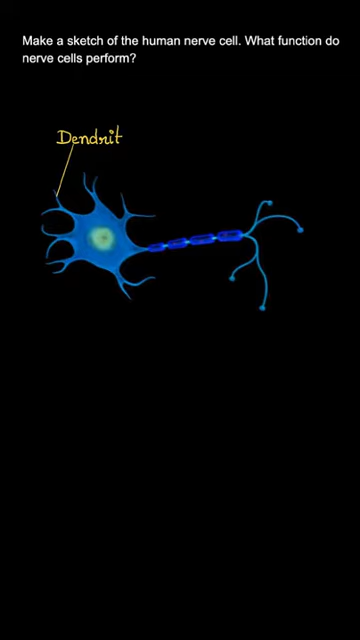 Make a sketch of the human nerve cell. What function do
nerve cells perform?
Dendrit